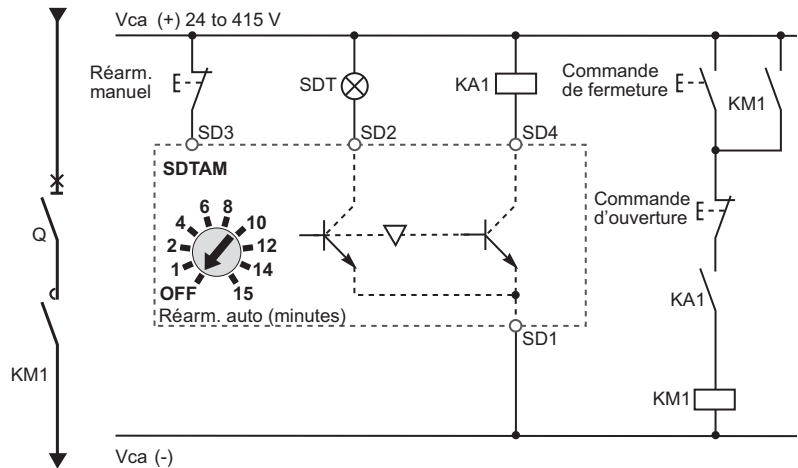 Vca (+) 24 to 415 V
Réarm.
manuel
SDT
KA1
Commande
de fermeture
KM1
SD3
SD2
SD4
SDTAM
Q
6
8
4
10
2
12
1
14
OFF
15
Réarm. auto (minutes)
Commande
d'ouverture
KA1
SD1
KM1
KM1
Vca (-)